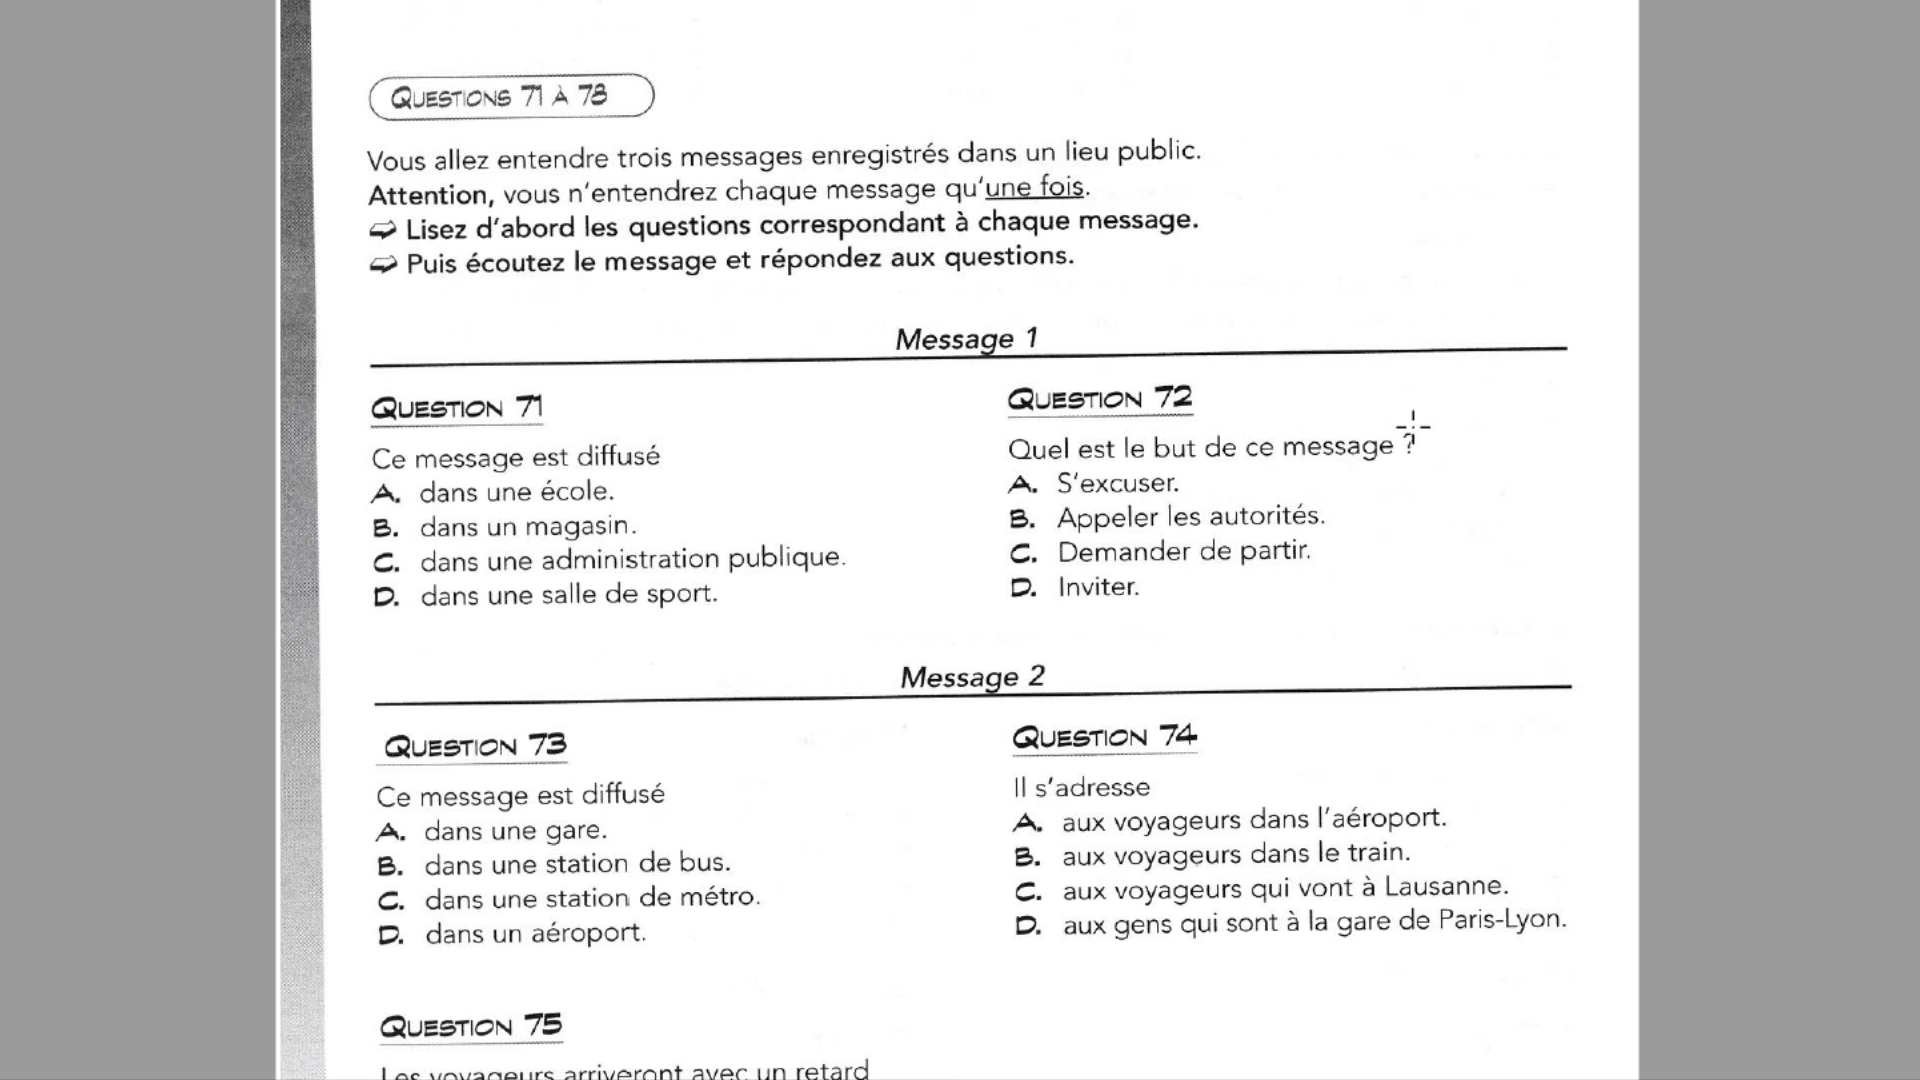 QUESTIONS 71 À 78
Vous allez entendre trois messages enregistrés dans un lieu public.
Attention, vous n'entendrez chaque message qu'une fois.
➯ Lisez d'abord les questions correspondant à chaque message.
➯ Puis écoutez le message et répondez aux questions.
Message 1
QUESTION 71
Ce message est diffusé
A. dans une école.
B. dans un magasin.
C. dans une administration publique.
D. dans une salle de sport.
QUESTION 72
Quel est le but de ce message ?
A. S'excuser.
B. Appeler les autorités.
C. Demander de partir.
D. Inviter.
Message 2
QUESTION 73
Ce message est diffusé
A. dans une gare.
B. dans une station de bus.
C. dans une station de métro.
D. dans un aéroport.
QUESTION 74
Il s'adresse
A. aux voyageurs dans l'aéroport.
B. aux voyageurs dans le train.
C. aux voyageurs qui vont à Lausanne.
D. aux gens qui sont à la gare de Paris-Lyon.
QUESTION 75
Les voyageurs arriveront avec un retard